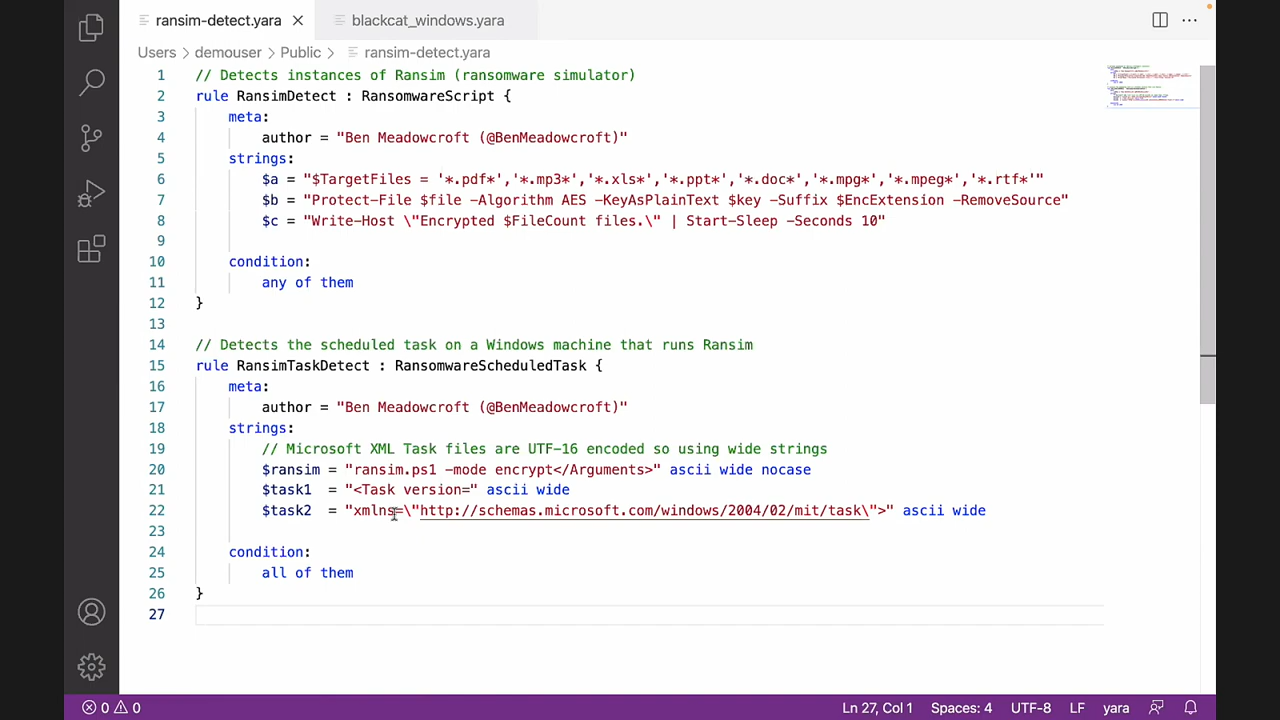 ransim-detect.yara
blackcat_windows.yara
Users > demouser > Public > ransim-detect.yara
1 // Detects instances of Ransim (ransomware simulator)
2 rule RansimDetect : RansomwareScript {
3 meta:
4 author = "Ben Meadowcroft (@BenMeadowcroft)"
5 strings:
6 $a = "$TargetFiles = '*.pdf*','*.mp3*','*.xls*','*.ppt*','*.doc*','*.mpg*','*.mpeg*','*.rtf*'"
7 $b = "Protect-File $file -Algorithm AES -KeyAsPlainText $key -Suffix $EncExtension -RemoveSource"
8 $c = "Write-Host \"Encrypted $FileCount files.\" | Start-Sleep -Seconds 10"
9
10 condition:
11 any of them
12 }
13
14 // Detects the scheduled task on a Windows machine that runs Ransim
15 rule RansimTaskDetect : RansomwareScheduledTask {
16 meta:
17 author = "Ben Meadowcroft (@BenMeadowcroft)"
18 strings:
19 // Microsoft XML Task files are UTF-16 encoded so using wide strings
20 $ransim = "ransim.ps1 -mode encrypt</Arguments>" ascii wide nocase
21 $task1 = "<Task version=" ascii wide
22 $task2 = "xmlns=\"http://schemas.microsoft.com/windows/2004/02/mit/task\">" ascii wide
23
24 condition:
25 all of them
26 }
27
0 0 Ln 27, Col 1 Spaces: 4 UTF-8 LF yara